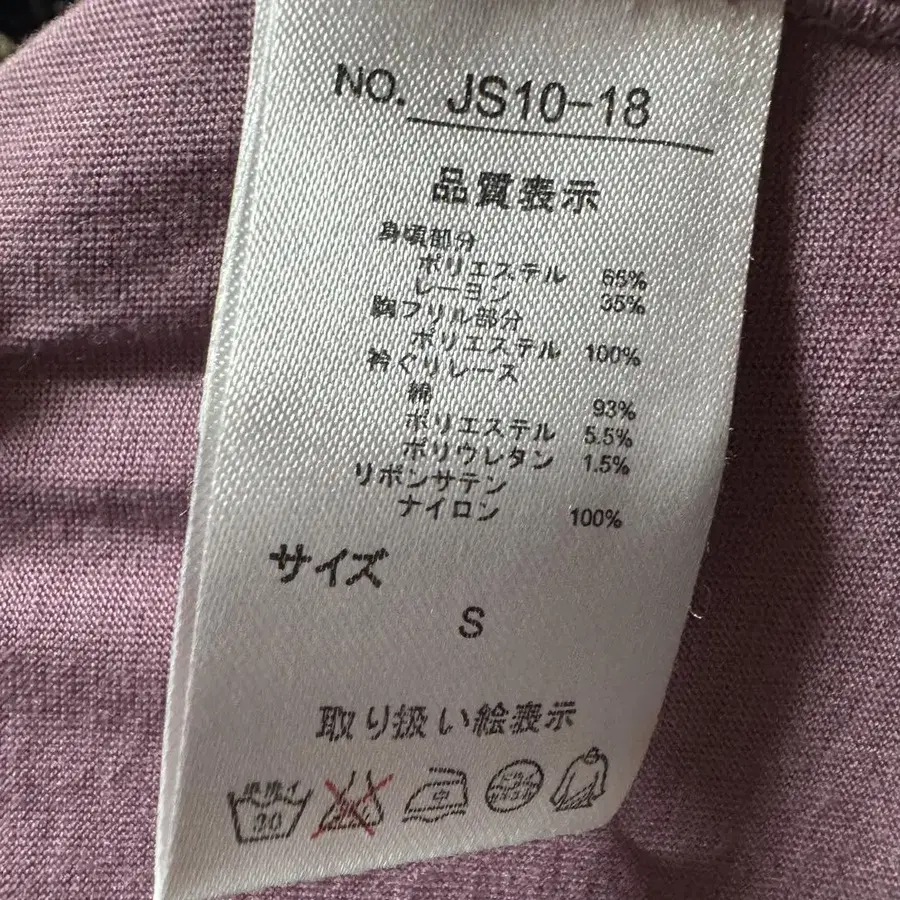 NO. JS10-18
品質表示
身頃部分
ポリエステル 65%
レーヨン 35%
胸フリル部分
ポリエステル 100%
衿ぐりレース
綿 93%
ポリエステル 5.5%
ポリウレタン 1.5%
リボンサテン
ナイロン 100%
サイズ
S
取り扱い絵表示
30